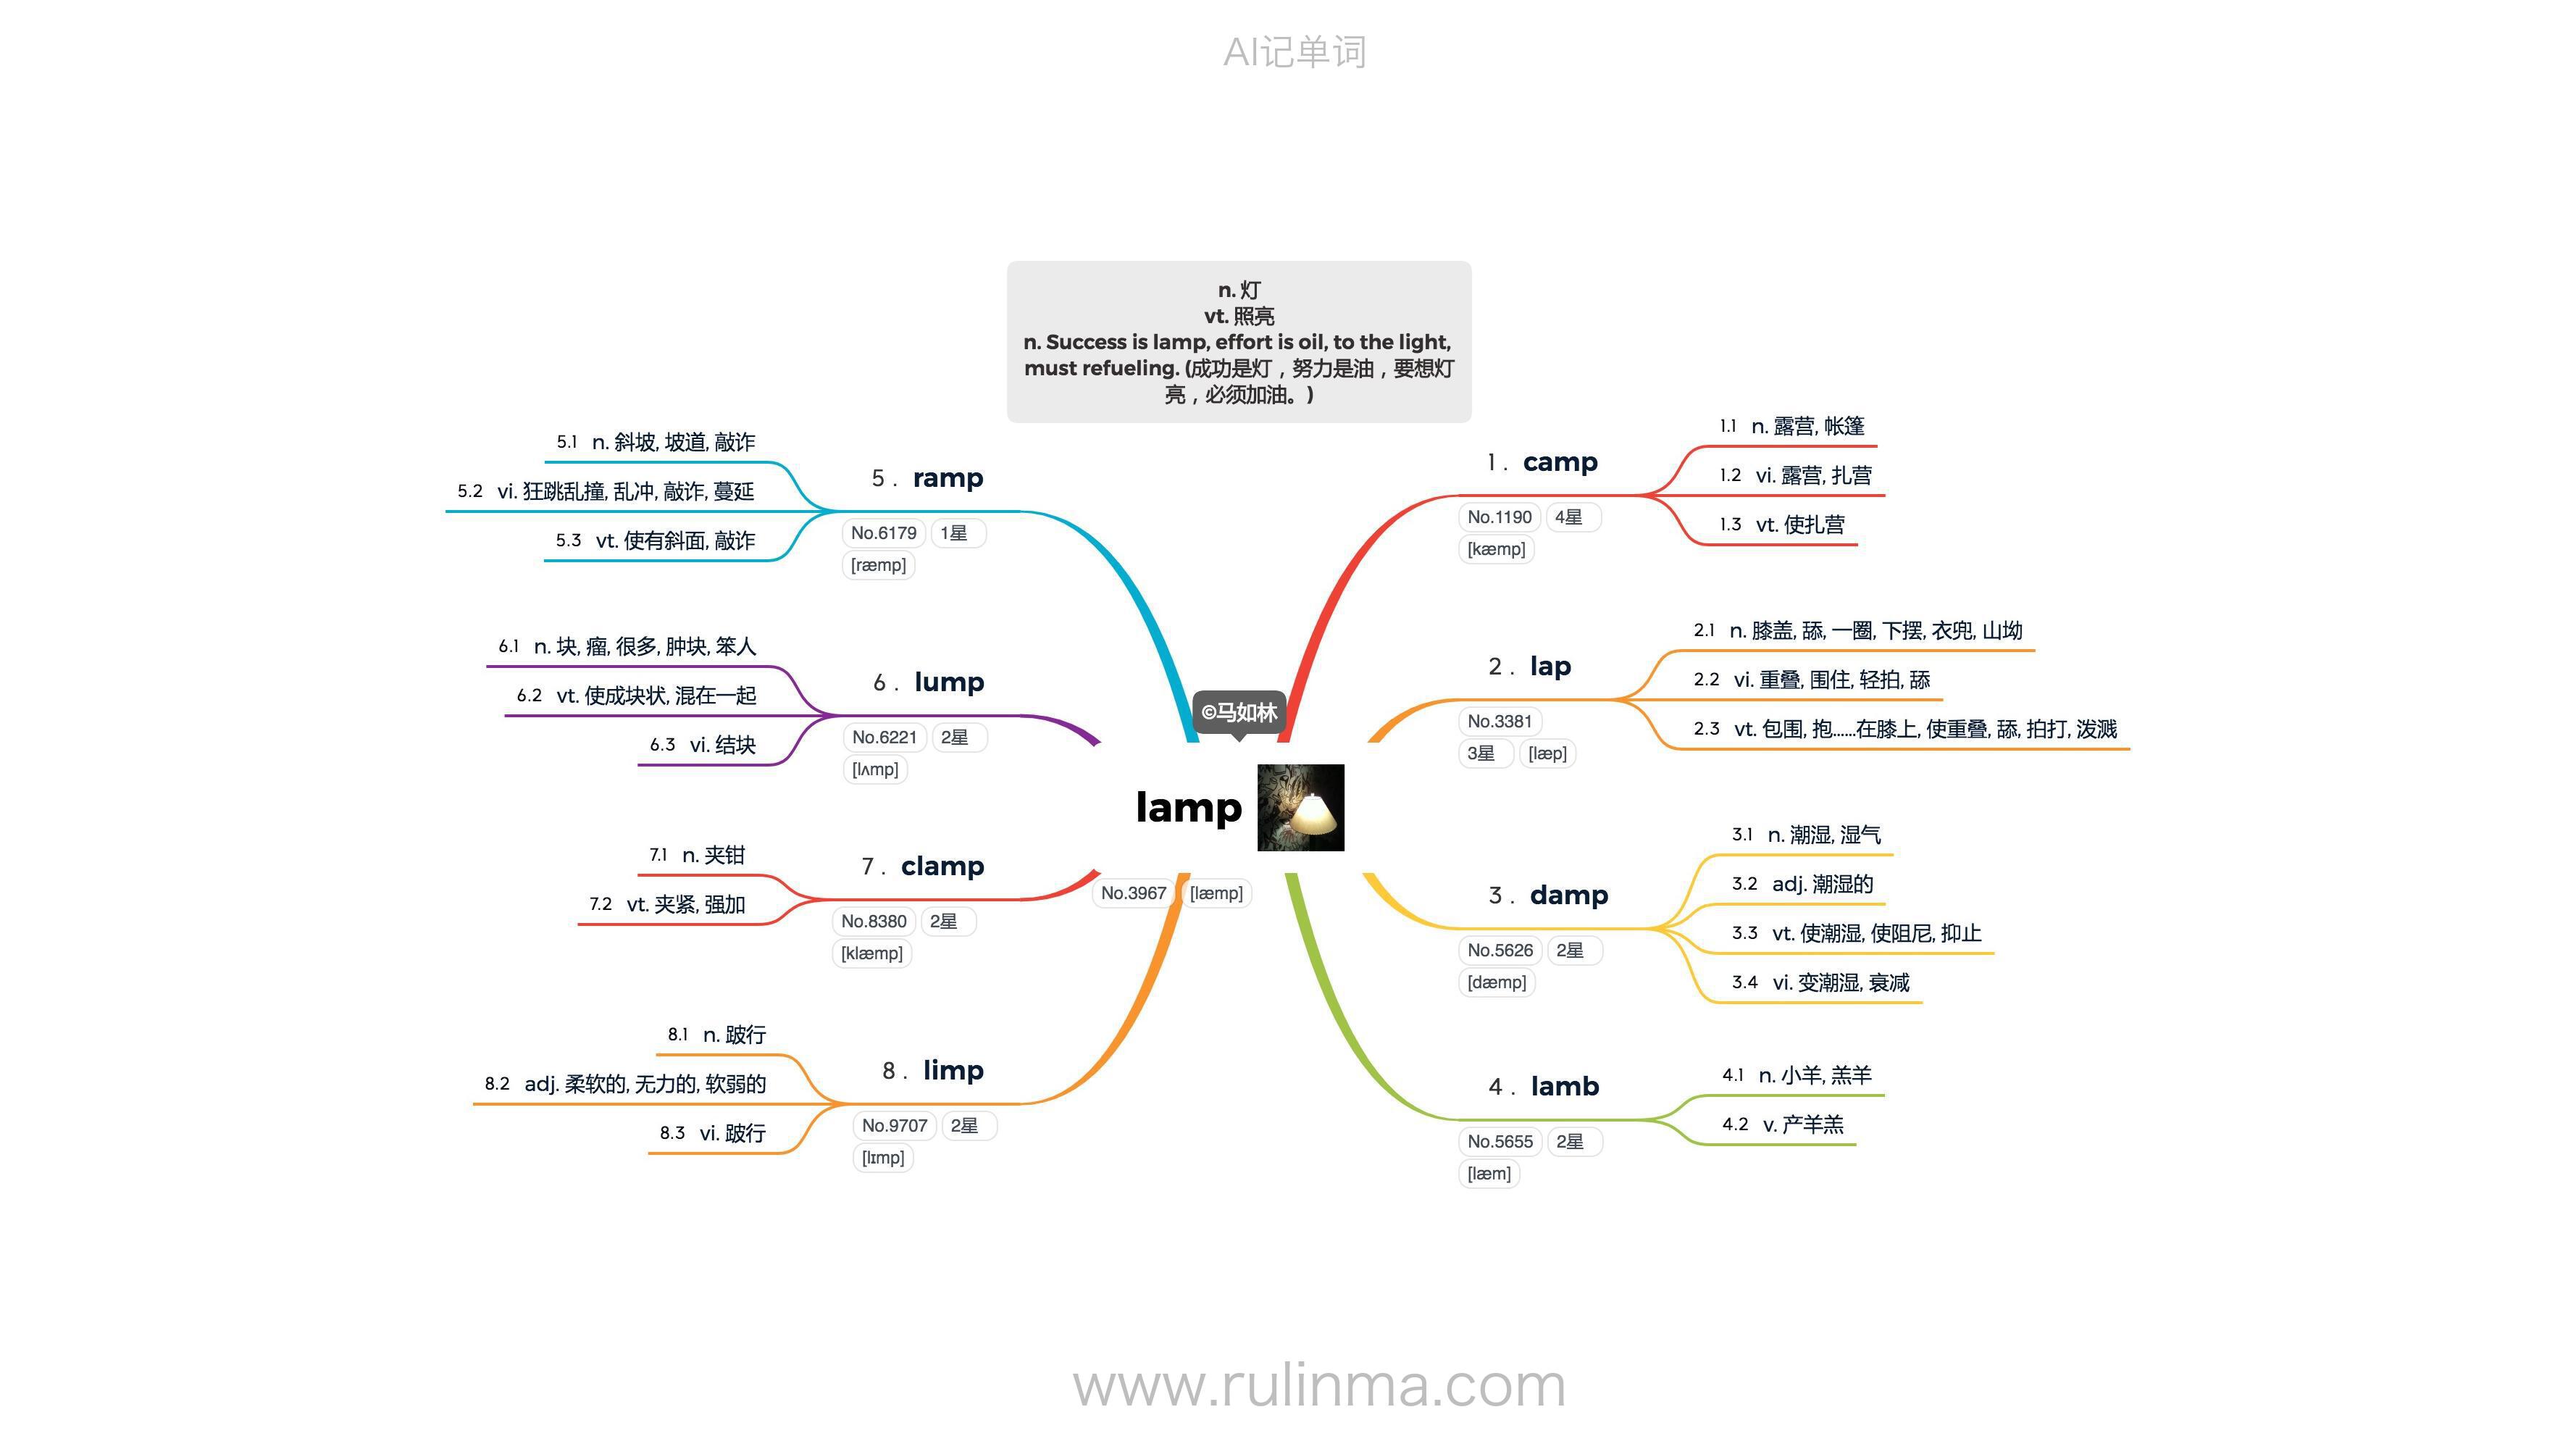 AI记单词
n. 灯
vt. 照亮
n. Success is lamp, effort is oil, to the light,
must refueling. (成功是灯，努力是油，要想灯
亮，必须加油。)
©马如林
lamp
No.3967 [læmp]
1. camp
No.1190 4星
[kæmp]
1.1 n. 露营, 帐篷
1.2 vi. 露营, 扎营
1.3 vt. 使扎营
2. lap
No.3381
3星 [læp]
2.1 n. 膝盖, 舔, 一圈, 下摆, 衣兜, 山坳
2.2 vi. 重叠, 围住, 轻拍, 舔
2.3 vt. 包围, 抱……在膝上, 使重叠, 舔, 拍打, 泼溅
3. damp
No.5626 2星
[dæmp]
3.1 n. 潮湿, 湿气
3.2 adj. 潮湿的
3.3 vt. 使潮湿, 使阻尼, 抑止
3.4 vi. 变潮湿, 衰减
4. lamb
No.5655 2星
[læm]
4.1 n. 小羊, 羔羊
4.2 v. 产羊羔
5. ramp
No.6179 1星
[ræmp]
5.1 n. 斜坡, 坡道, 敲诈
5.2 vi. 狂跳乱撞, 乱冲, 敲诈, 蔓延
5.3 vt. 使有斜面, 敲诈
6. lump
No.6221 2星
[lʌmp]
6.1 n. 块, 瘤, 很多, 肿块, 笨人
6.2 vt. 使成块状, 混在一起
6.3 vi. 结块
7. clamp
No.8380 2星
[klæmp]
7.1 n. 夹钳
7.2 vt. 夹紧, 强加
8. limp
No.9707 2星
[lɪmp]
8.1 n. 跛行
8.2 adj. 柔软的, 无力的, 软弱的
8.3 vi. 跛行
www.rulinma.com